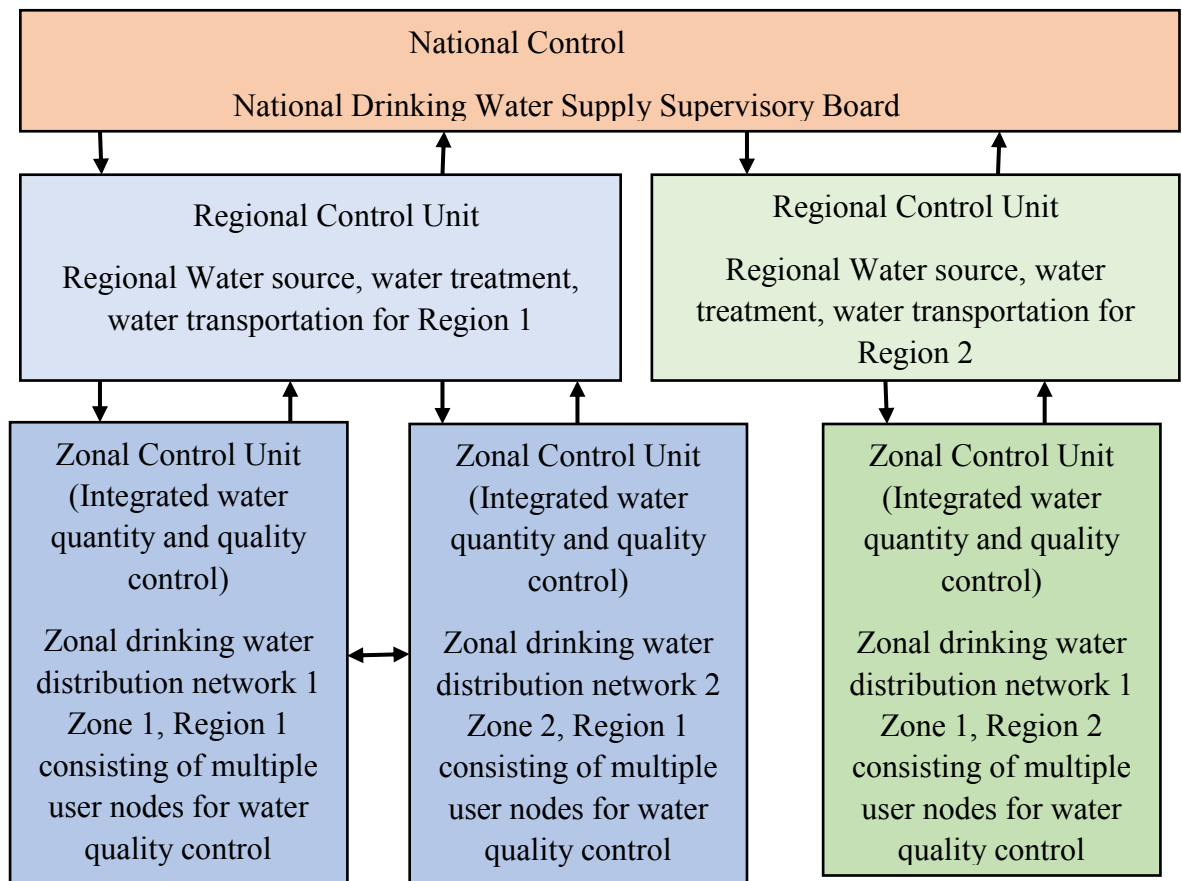 National Control
National Drinking Water Supply Supervisory Board
Regional Control Unit
Regional Water source, water treatment,
water transportation for Region 1
Regional Control Unit
Regional Water source, water
treatment, water transportation for
Region 2
Zonal Control Unit
(Integrated water
quantity and quality
control)
Zonal drinking water
distribution network 1
Zone 1, Region 1
consisting of multiple
user nodes for water
quality control
Zonal Control Unit
(Integrated water
quantity and quality
control)
Zonal drinking water
distribution network 2
Zone 2, Region 1
consisting of multiple
user nodes for water
quality control
Zonal Control Unit
(Integrated water
quantity and quality
control)
Zonal drinking water
distribution network 1
Zone 1, Region 2
consisting of multiple
user nodes for water
quality control